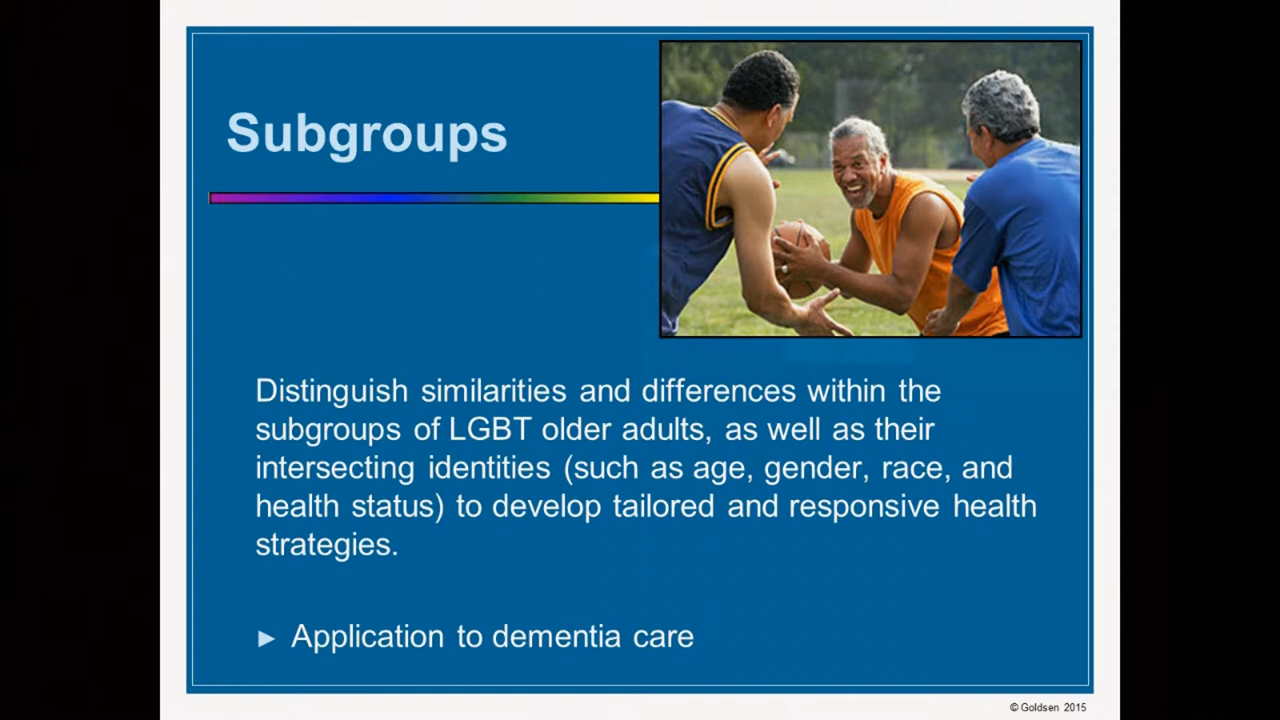 Subgroups
Distinguish similarities and differences within the
subgroups of LGBT older adults, as well as their
intersecting identities (such as age, gender, race, and
health status) to develop tailored and responsive health
strategies.
► Application to dementia care
© Goldsen 2015